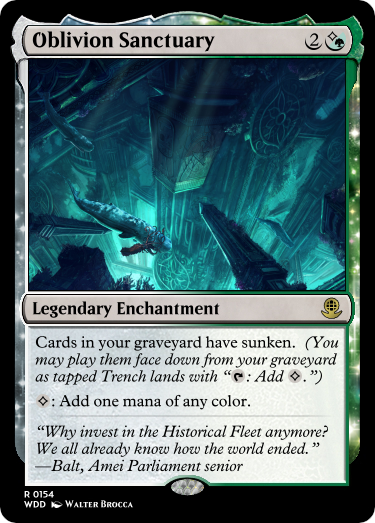 Oblivion Sanctuary 2
Legendary Enchantment
Cards in your graveyard have sunken. (You
may play them face down from your graveyard
as tapped Trench lands with “: Add .”)
: Add one mana of any color.
“Why invest in the Historical Fleet anymore?
We all already know how the world ended.”
—Balt, Amei Parliament senior
R 0154
WDD Walter Brocca